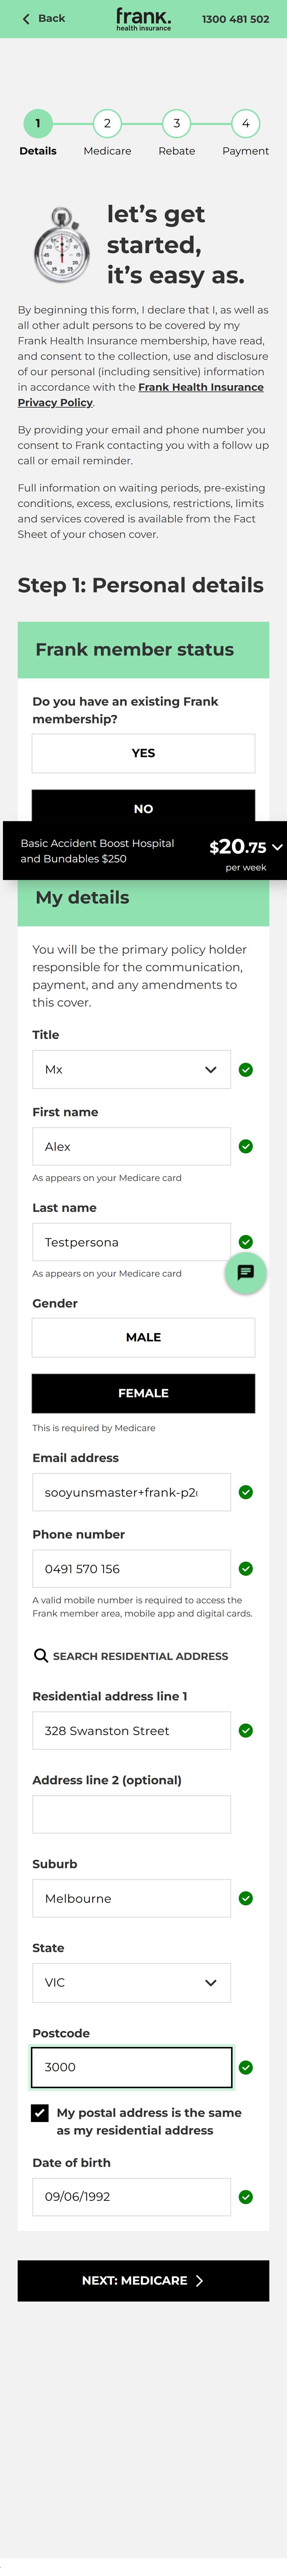 Back
frank.
health insurance
1300 481 502
1
2
3
4
Details
Medicare
Rebate
Payment
let’s get
started,
it’s easy as.
By beginning this form, I declare that I, as well as
all other adult persons to be covered by my
Frank Health Insurance membership, have read,
and consent to the collection, use and disclosure
of our personal (including sensitive) information
in accordance with the Frank Health Insurance
Privacy Policy.
By providing your email and phone number you
consent to Frank contacting you with a follow up
call or email reminder.
Full information on waiting periods, pre-existing
conditions, excess, exclusions, restrictions, limits
and services covered is available from the Fact
Sheet of your chosen cover.
Step 1: Personal details
Frank member status
Do you have an existing Frank
membership?
YES
NO
Basic Accident Boost Hospital
and Bundables $250
$20.75
per week
My details
You will be the primary policy holder
responsible for the communication,
payment, and any amendments to
this cover.
Title
Mx
First name
Alex
As appears on your Medicare card
Last name
Testpersona
As appears on your Medicare card
Gender
MALE
FEMALE
This is required by Medicare
Email address
sooyunsmaster+frank-p2
Phone number
0491 570 156
A valid mobile number is required to access the
Frank member area, mobile app and digital cards.
SEARCH RESIDENTIAL ADDRESS
Residential address line 1
328 Swanston Street
Address line 2 (optional)
Suburb
Melbourne
State
VIC
Postcode
3000
My postal address is the same
as my residential address
Date of birth
09/06/1992
NEXT: MEDICARE